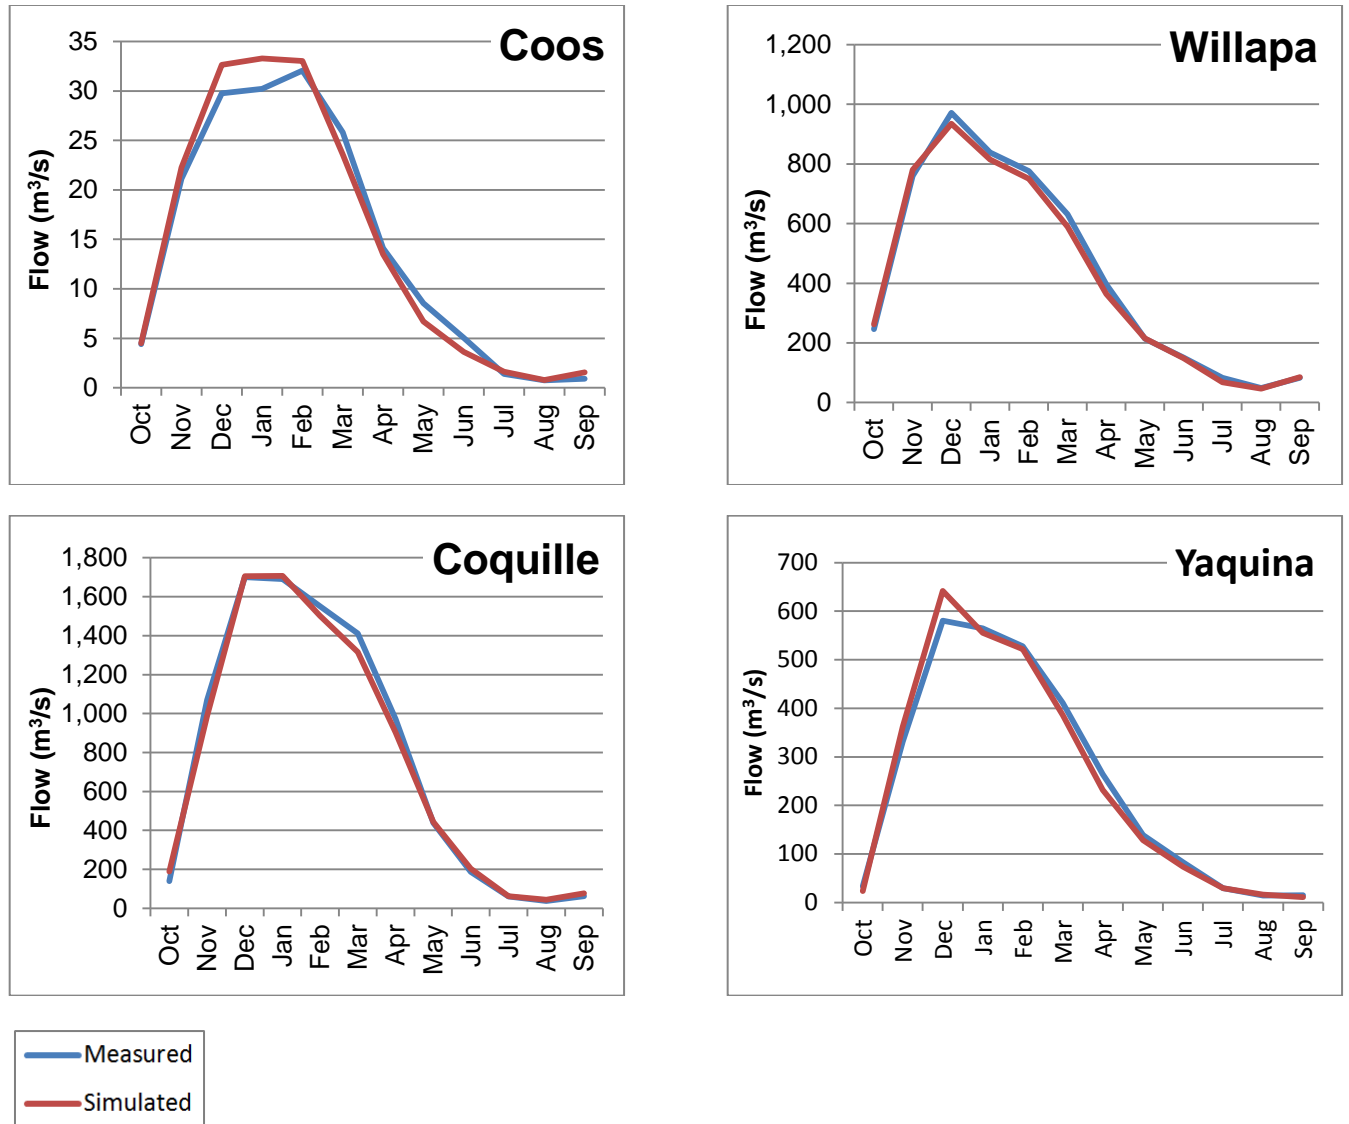 Coos
Flow (m³/s)
35
30
25
20
15
10
5
0
Oct Nov Dec Jan Feb Mar Apr May Jun Jul Aug Sep
Willapa
Flow (m³/s)
1,200
1,000
800
600
400
200
0
Oct Nov Dec Jan Feb Mar Apr May Jun Jul Aug Sep
Coquille
Flow (m³/s)
1,800
1,600
1,400
1,200
1,000
800
600
400
200
0
Oct Nov Dec Jan Feb Mar Apr May Jun Jul Aug Sep
Yaquina
Flow (m³/s)
700
600
500
400
300
200
100
0
Oct Nov Dec Jan Feb Mar Apr May Jun Jul Aug Sep
Measured
Simulated